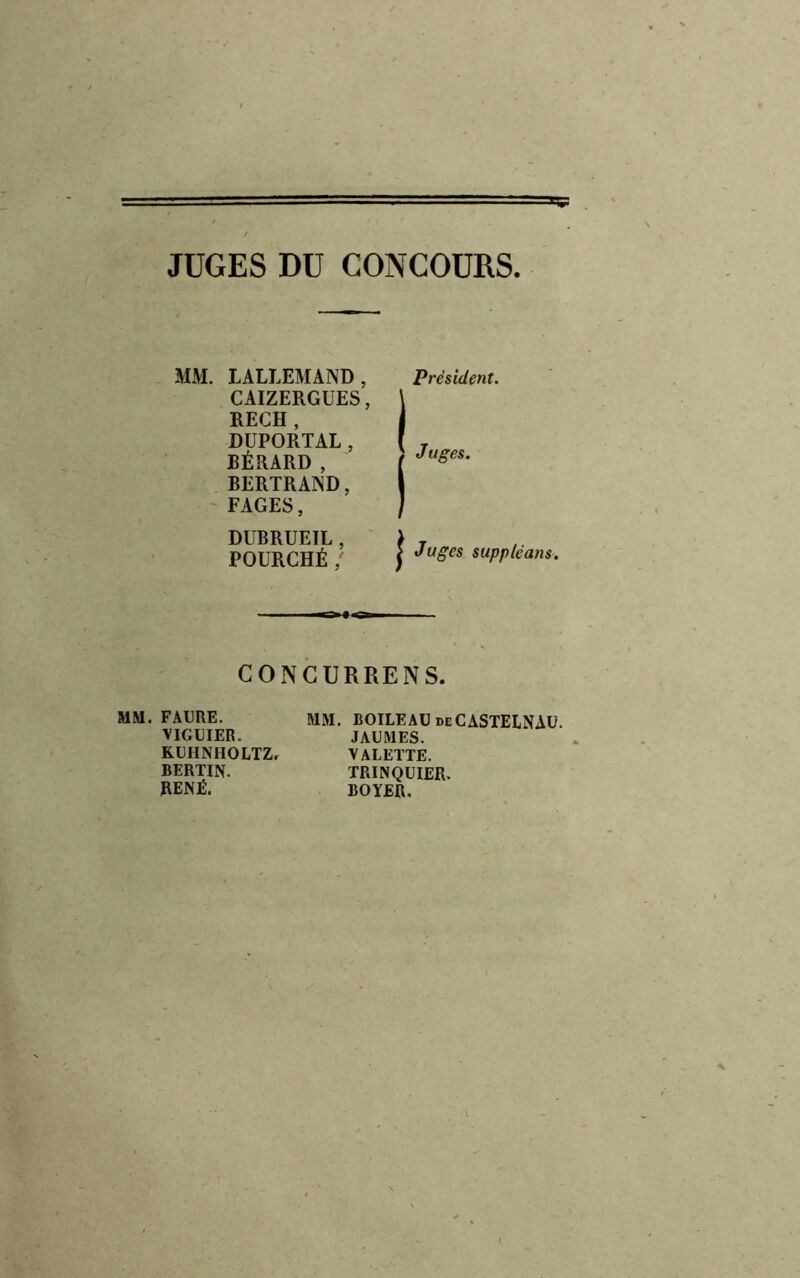 JUGES DU CONCOURS.
MM. LALLEMAND, Président.
CAIZERGUES,
RECH,
DUPORTAL,
BÉRARD, Juges.
BERTRAND,
FAGES,
DUBRUEIL,
POURCHÉ, Juges suppléans.
CONCURRENS.
MM. FAURE. MM. BOILEAU DE CASTELNAU.
VIGUIER. JAUMES.
KUHNHOLTZ. VALETTE.
BERTIN. TRINQUIER.
RENÉ. BOYER.